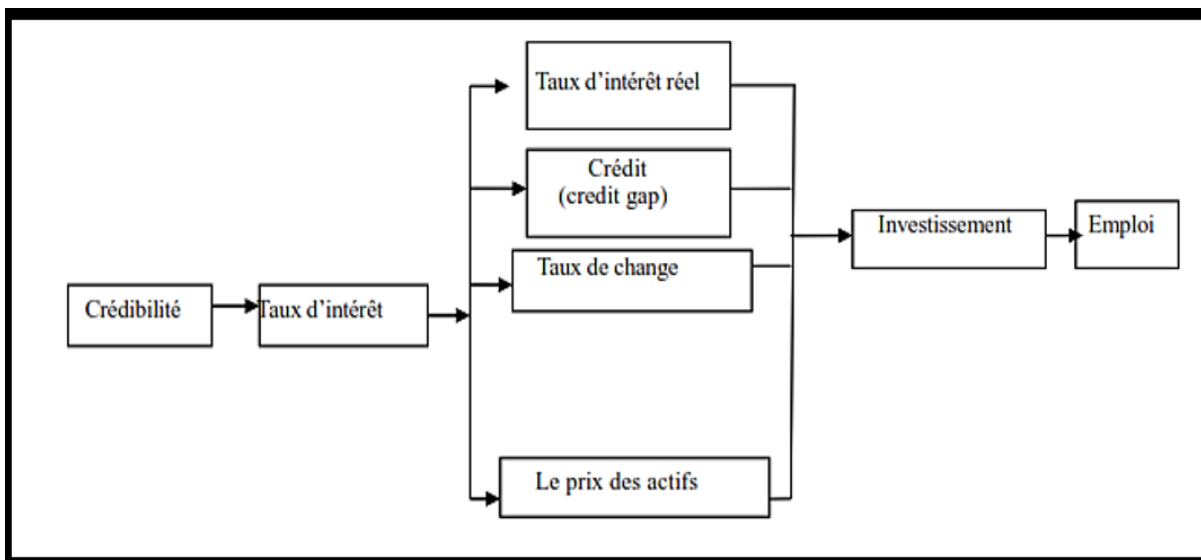 Taux d'intérêt réel
Crédit
(credit gap)
Taux de change
Le prix des actifs
Crédibilité
Taux d'intérêt
Investissement
Emploi